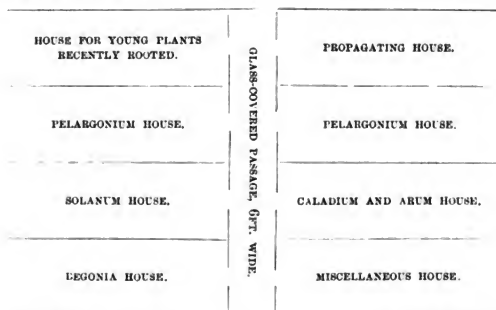 HOUSE FOR YOUNG PLANTS
RECENTLY ROOTED.
PROPAGATING HOUSE.
GLASS-COVERED PASSAGE, 6FT. WIDE.
PELARGONIUM HOUSE.
PELARGONIUM HOUSE.
SOLANUM HOUSE.
CALADIUM AND ARUM HOUSE.
BEGONIA HOUSE.
MISCELLANEOUS HOUSE.